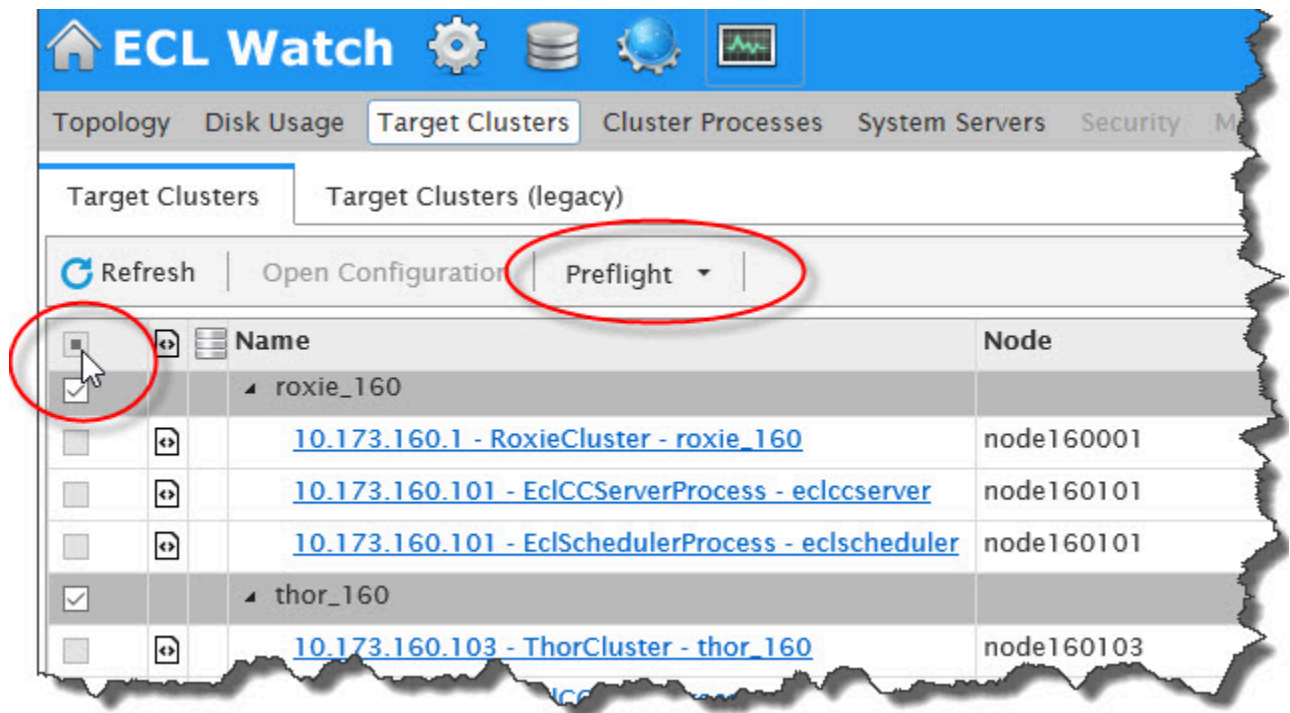 ECL Watch
Topology Disk Usage Target Clusters Cluster Processes System Servers Security
Target Clusters Target Clusters (legacy)
Refresh Open Configuration Preflight
Name Node
roxie_160
10.173.160.1 - RoxieCluster - roxie_160 node160001
10.173.160.101 - EclCCServerProcess - eclccserver node160101
10.173.160.101 - EclSchedulerProcess - eclscheduler node160101
thor_160
10.173.160.103 - ThorCluster - thor_160 node160103